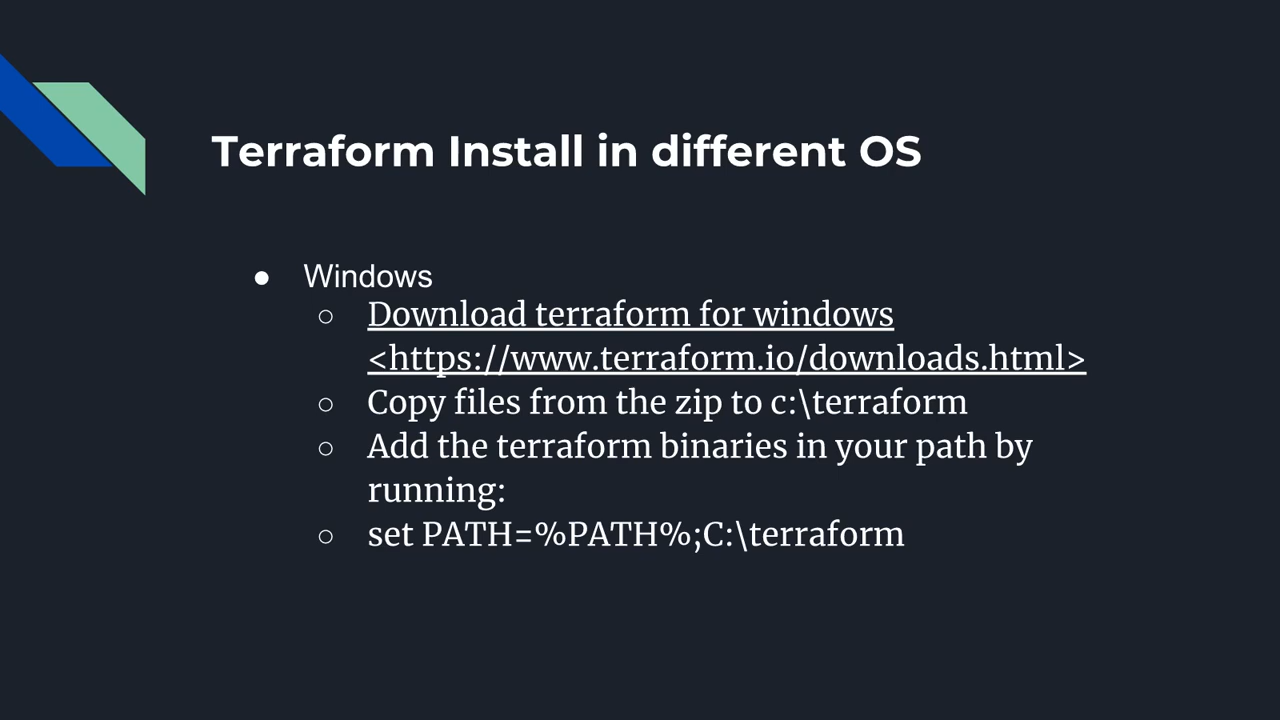 Terraform Install in different OS
● Windows
○ Download terraform for windows
<https://www.terraform.io/downloads.html>
○ Copy files from the zip to c:\terraform
○ Add the terraform binaries in your path by
running:
○ set PATH=%PATH%;C:\terraform